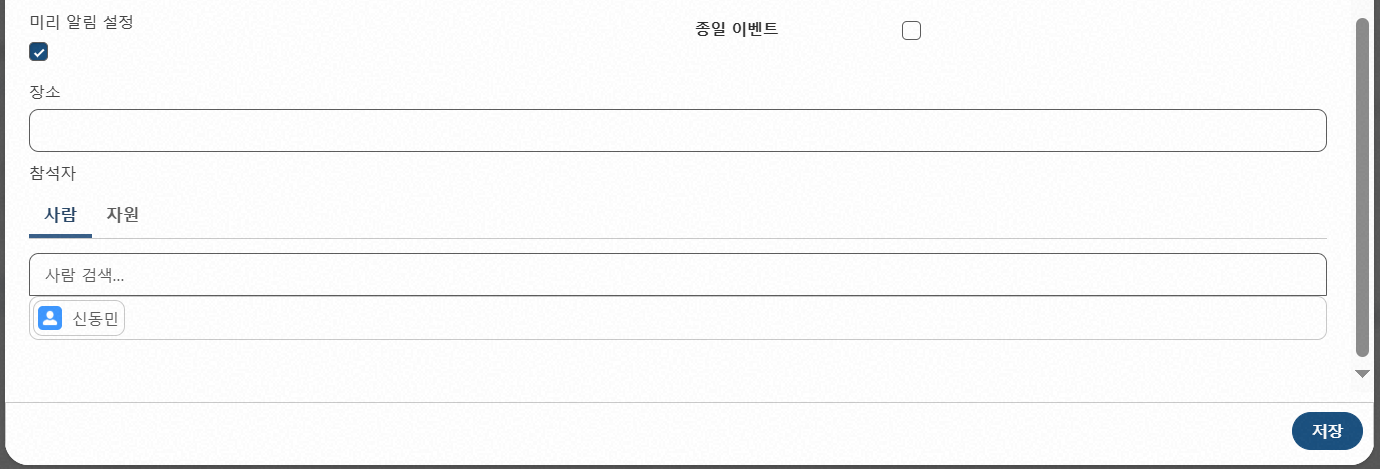 미리 알림 설정
종일 이벤트
장소
참석자
사람 자원
사람 검색...
신동민
저장